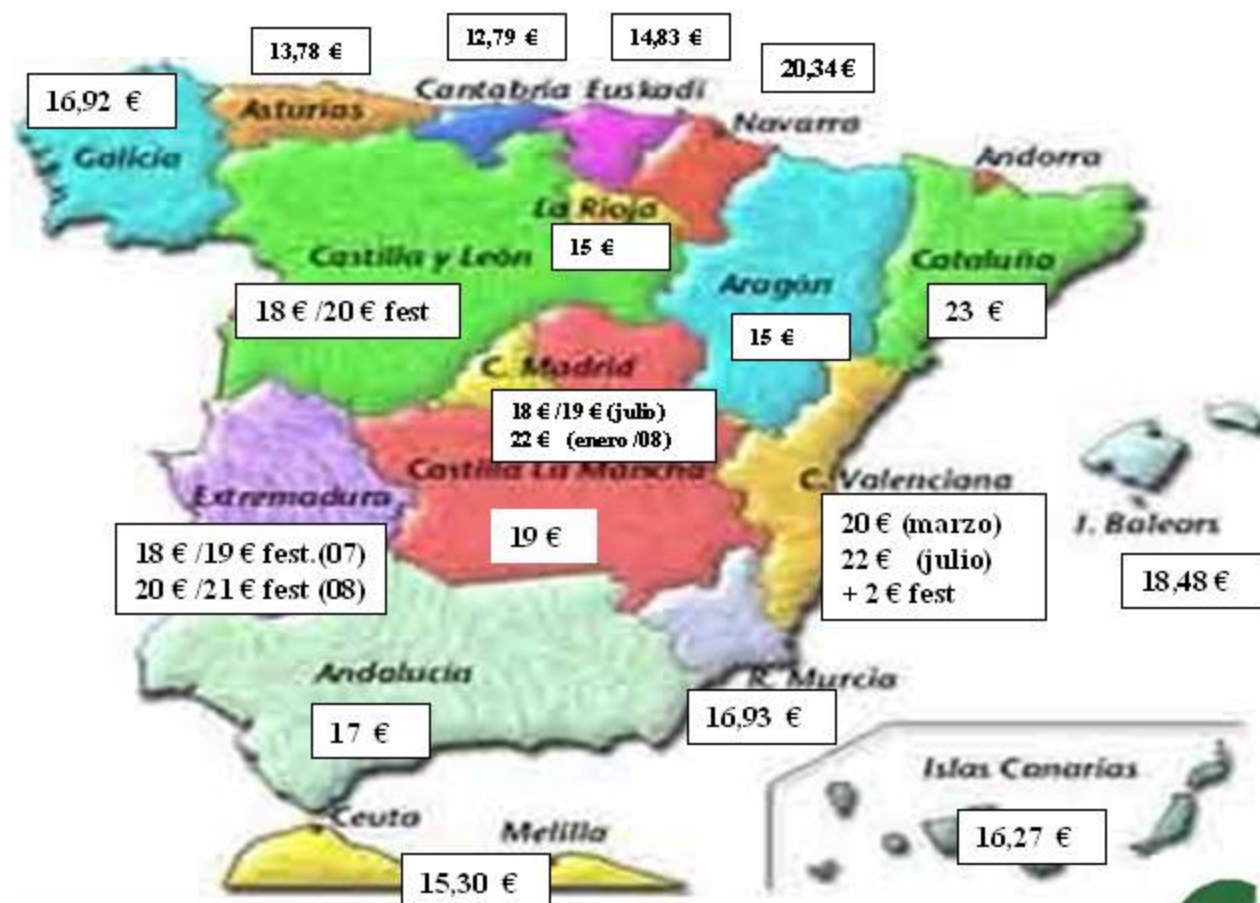 13,78 €
12,79 €
14,83 €
20,34 €
16,92 €
Asturias
Cantabria
Euskadi
Navarra
Galicia
Andorra
La Rioja
15 €
Castilla y León
18 € /20 € fest
Aragón
15 €
Cataluña
23 €
C. Madrid
18 € /19 € (julio)
22 € (enero /08)
Castilla La Mancha
19 €
Extremadura
18 € /19 € fest.(07)
20 € /21 € fest (08)
C. Valenciana
20 € (marzo)
22 € (julio)
+ 2 € fest
I. Balears
18,48 €
Andalucía
17 €
R. Murcia
16,93 €
Islas Canarias
16,27 €
Ceuta
Melilla
15,30 €